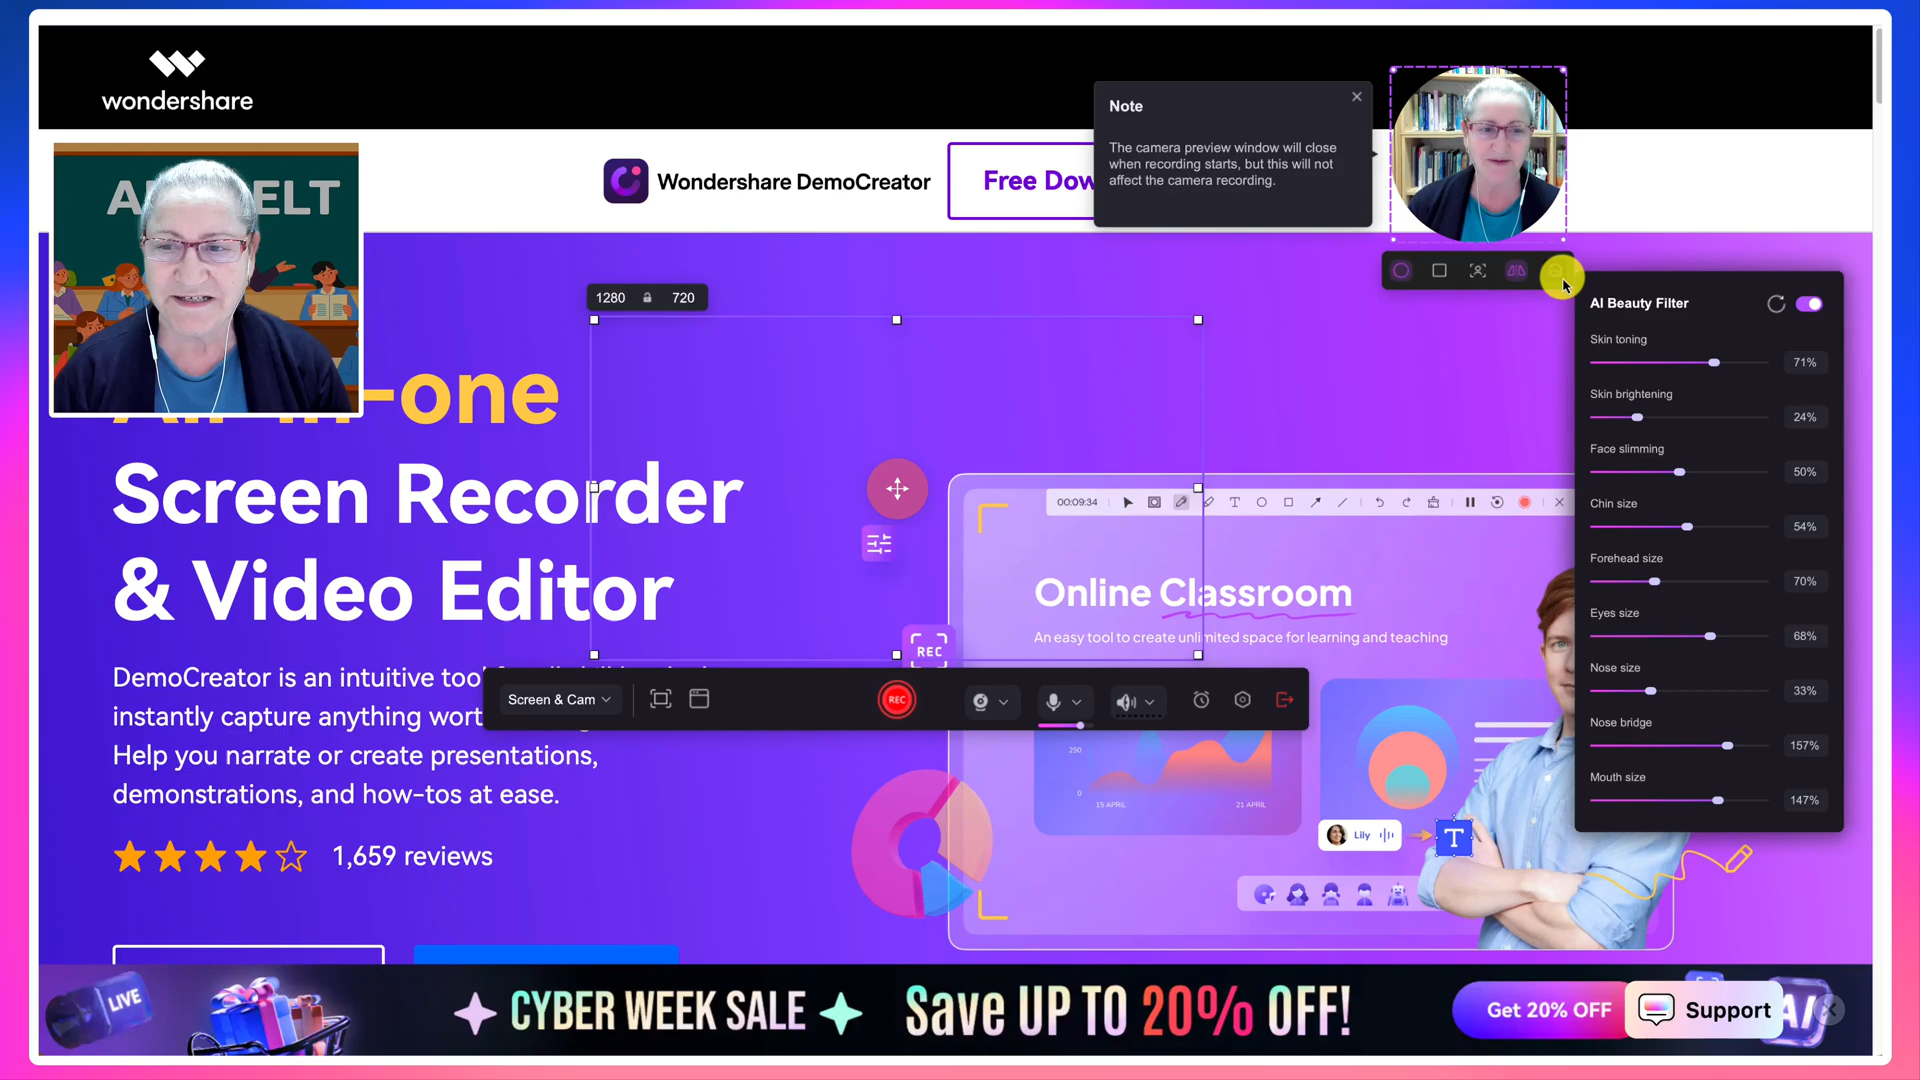 wondershare
Wondershare DemoCreator
Free Dow
Note
The camera preview window will close
when recording starts, but this will not
affect the camera recording.
ELT
1280
720
AI Beauty Filter
Skin toning
71%
Skin brightening
24%
Face slimming
50%
Chin size
54%
Forehead size
70%
Eyes size
68%
Nose size
33%
Nose bridge
157%
Mouth size
147%
-one
Screen Recorder
& Video Editor
DemoCreator is an intuitive too
instantly capture anything wort
Help you narrate or create presentations,
demonstrations, and how-tos at ease.
1,659 reviews
00:09:34
Online Classroom
An easy tool to create unlimited space for learning and teaching
REC
Screen & Cam
REC
250
0
15 APRIL
21 APRIL
Lily
T
LIVE
CYBER WEEK SALE
Save UP TO 20% OFF!
Get 20% OFF
Support
AI